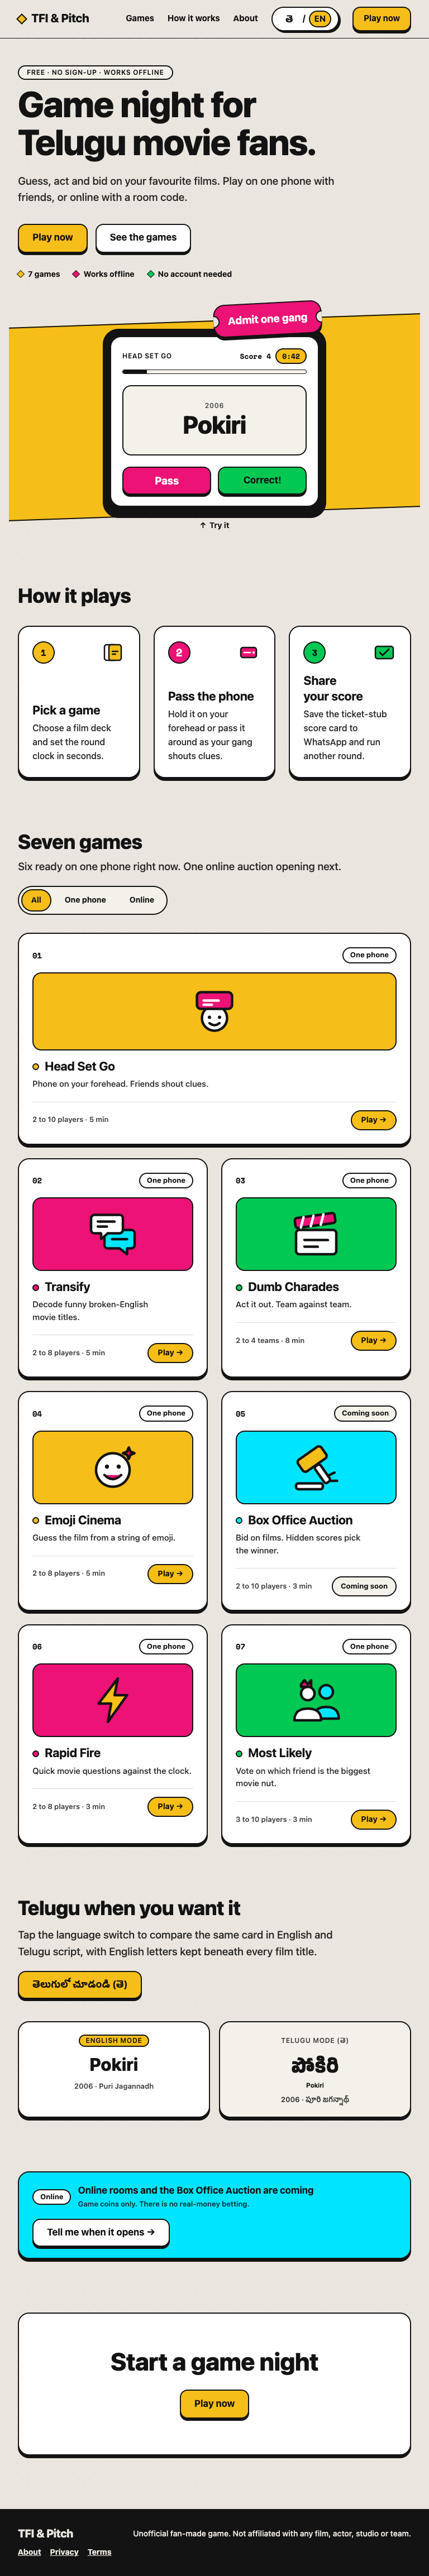 TFI & Pitch
Games
How it works
About
తె / EN
Play now
FREE · NO SIGN-UP · WORKS OFFLINE
Game night for
Telugu movie fans.
Guess, act and bid on your favourite films. Play on one phone with
friends, or online with a room code.
Play now
See the games
7 games
Works offline
No account needed
Admit one gang
HEAD SET GO
Score 4
0:42
2006
Pokiri
Pass
Correct!
↑ Try it
How it plays
1
Pick a game
Choose a film deck
and set the round
clock in seconds.
2
Pass the phone
Hold it on your
forehead or pass it
around as your gang
shouts clues.
3
Share
your score
Save the ticket-stub
score card to
WhatsApp and run
another round.
Seven games
Six ready on one phone right now. One online auction opening next.
All
One phone
Online
01
One phone
Head Set Go
Phone on your forehead. Friends shout clues.
2 to 10 players · 5 min
Play →
02
One phone
Transify
Decode funny broken-English
movie titles.
2 to 8 players · 5 min
Play →
03
One phone
Dumb Charades
Act it out. Team against team.
2 to 4 teams · 8 min
Play →
04
One phone
Emoji Cinema
Guess the film from a string of emoji.
2 to 8 players · 5 min
Play →
05
Coming soon
Box Office Auction
Bid on films. Hidden scores pick
the winner.
2 to 10 players · 3 min
Coming soon
06
One phone
Rapid Fire
Quick movie questions against the clock.
2 to 8 players · 3 min
Play →
07
One phone
Most Likely
Vote on which friend is the biggest
movie nut.
3 to 10 players · 3 min
Play →
Telugu when you want it
Tap the language switch to compare the same card in English and
Telugu script, with English letters kept beneath every film title.
తెలుగులో చూడండి (తె)
ENGLISH MODE
Pokiri
2006 · Puri Jagannadh
TELUGU MODE (తె)
పోకిరి
Pokiri
2006 · పూరి జగన్నాథ్
Online
Online rooms and the Box Office Auction are coming
Game coins only. There is no real-money betting.
Tell me when it opens →
Start a game night
Play now
TFI & Pitch
Unofficial fan-made game. Not affiliated with any film, actor, studio or team.
About
Privacy
Terms